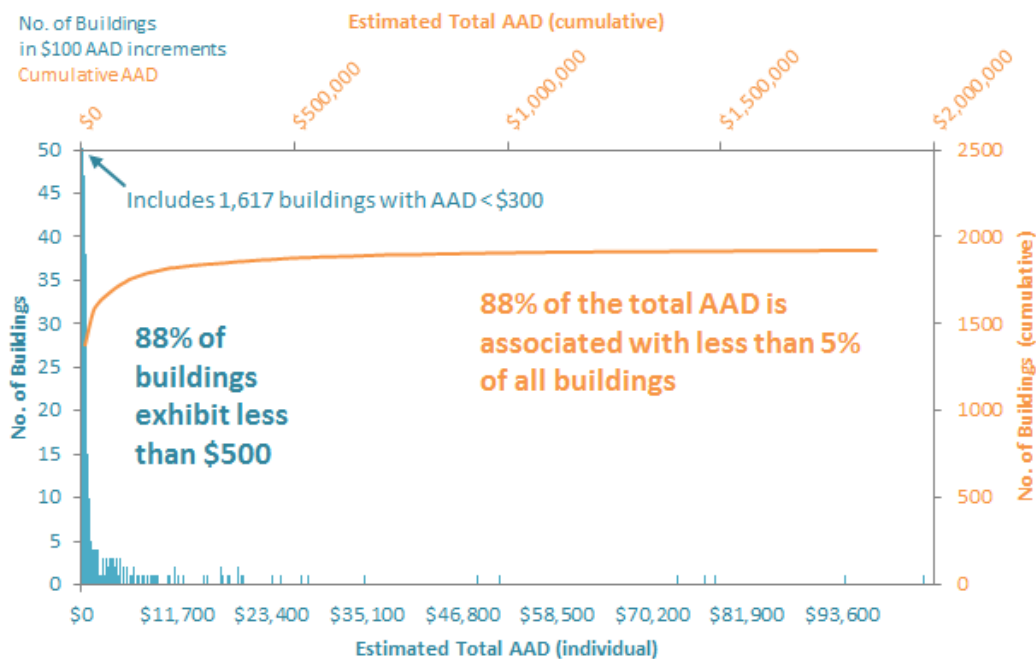 No. of Buildings
in $100 AAD increments
Cumulative AAD
Estimated Total AAD (cumulative)
$0
$500,000
$1,000,000
$1,500,000
$2,000,000
50
45
40
35
30
25
20
15
10
5
0
No. of Buildings
Includes 1,617 buildings with AAD < $300
88% of
buildings
exhibit less
than $500
88% of the total AAD is
associated with less than 5%
of all buildings
2500
2000
1500
1000
500
0
No. of Buildings (cumulative)
$0
$11,700
$23,400
$35,100
$46,800
$58,500
$70,200
$81,900
$93,600
Estimated Total AAD (individual)